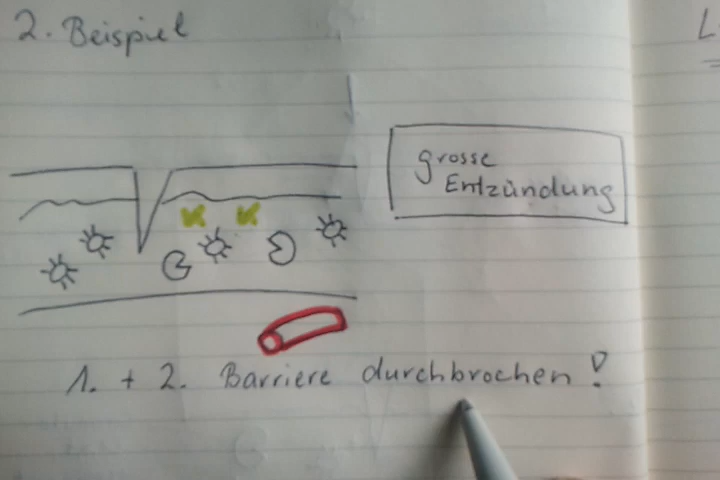 2. Beispiel
L
grosse
Entzündung
1. + 2. Barriere durchbrochen!